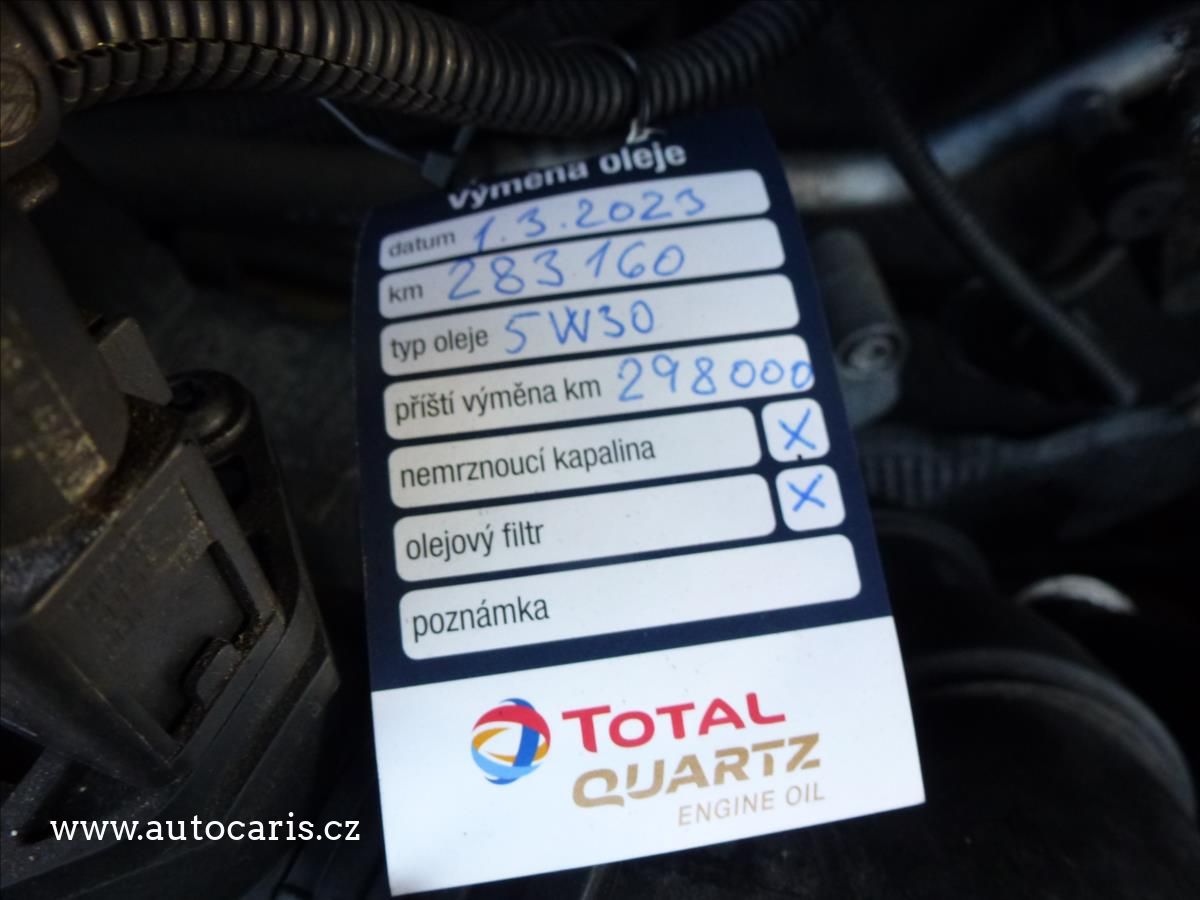 výměna oleje
datum 1.3.2023
km 283160
typ oleje 5W30
příští výměna km 298000
nemrznoucí kapalina X
olejový filtr X
poznámka
TOTAL
QUARTZ
ENGINE OIL
www.autocaris.cz